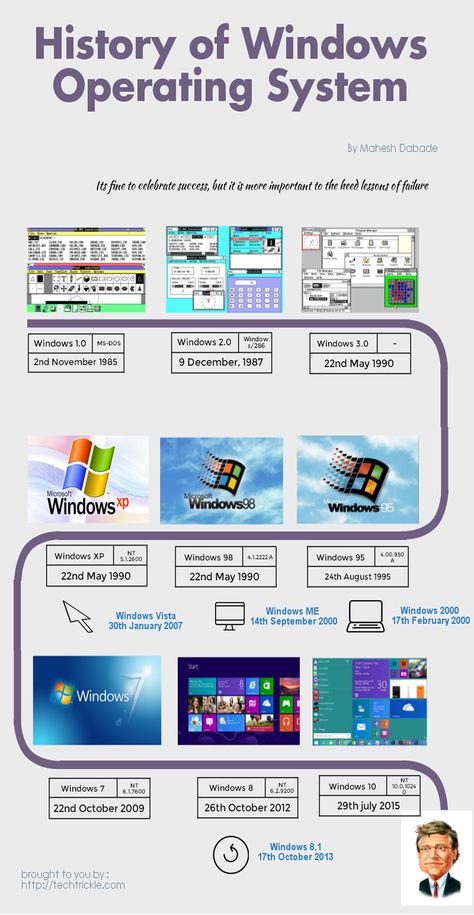 History of Windows
Operating System
By Mahesh Dabade
Its fine to celebrate success, but it is more important to the heed lessons of failure
Windows 1.0
MS-DOS
2nd November 1985
Windows 2.0
Window
s/286
9 December, 1987
Windows 3.0
-
22nd May 1990
Microsoft
Windows xp
Microsoft
Windows98
Microsoft
Windows 95
Windows XP
NT
5.1.2600
22nd May 1990
Windows 98
4.1.2222 A
22nd May 1990
Windows 95
4.00.950
A
24th August 1995
Windows Vista
30th January 2007
Windows ME
14th September 2000
Windows 2000
17th February 2000
Windows 7
Start
Windows 7
NT
6.1.7600
22nd October 2009
Windows 8
NT
6.2.9200
26th October 2012
Windows 10
NT
10.0.1024
0
29th july 2015
Windows 8.1
17th October 2013
brought to you by :
http://techtrickle.com